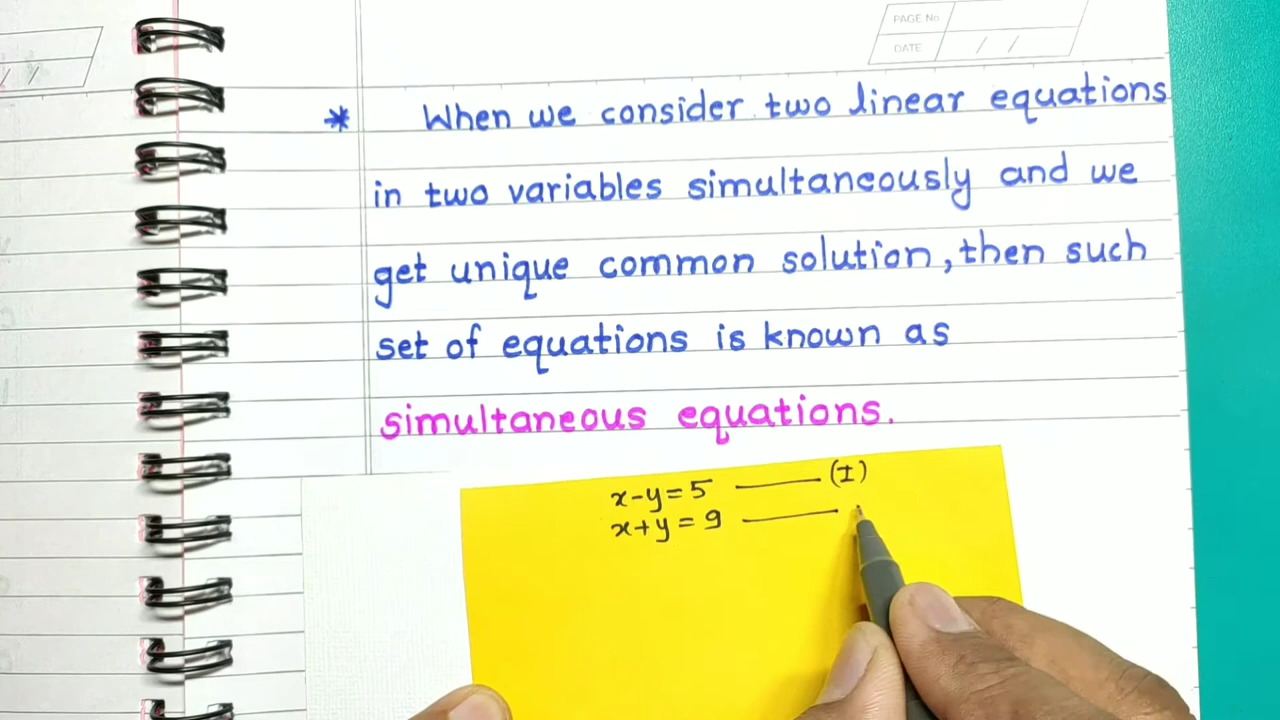 PAGE No
DATE / /
* When we consider two linear equations
in two variables simultaneously and we
get unique common solution, then such
set of equations is known as
simultaneous equations.
x-y=5 —— (I)
x+y=9 ——